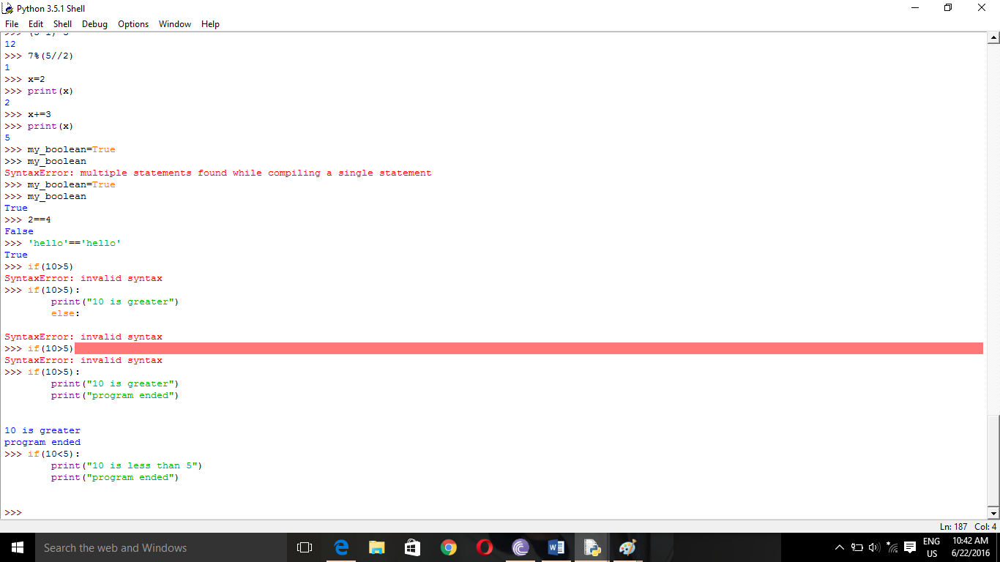 Python 3.5.1 Shell
File Edit Shell Debug Options Window Help
12
>>> 7%(5//2)
1
>>> x=2
>>> print(x)
2
>>> x+=3
>>> print(x)
5
>>> my_boolean=True
>>> my_boolean
SyntaxError: multiple statements found while compiling a single statement
>>> my_boolean=True
>>> my_boolean
True
>>> 2==4
False
>>> 'hello'=='hello'
True
>>> if(10>5)
SyntaxError: invalid syntax
>>> if(10>5):
        print("10 is greater")
        else:
SyntaxError: invalid syntax
>>> if(10>5)
SyntaxError: invalid syntax
>>> if(10>5):
        print("10 is greater")
        print("program ended")
10 is greater
program ended
>>> if(10<5):
        print("10 is less than 5")
        print("program ended")
>>>
Ln: 187 Col: 4
Search the web and Windows
ENG
US
10:42 AM
6/22/2016